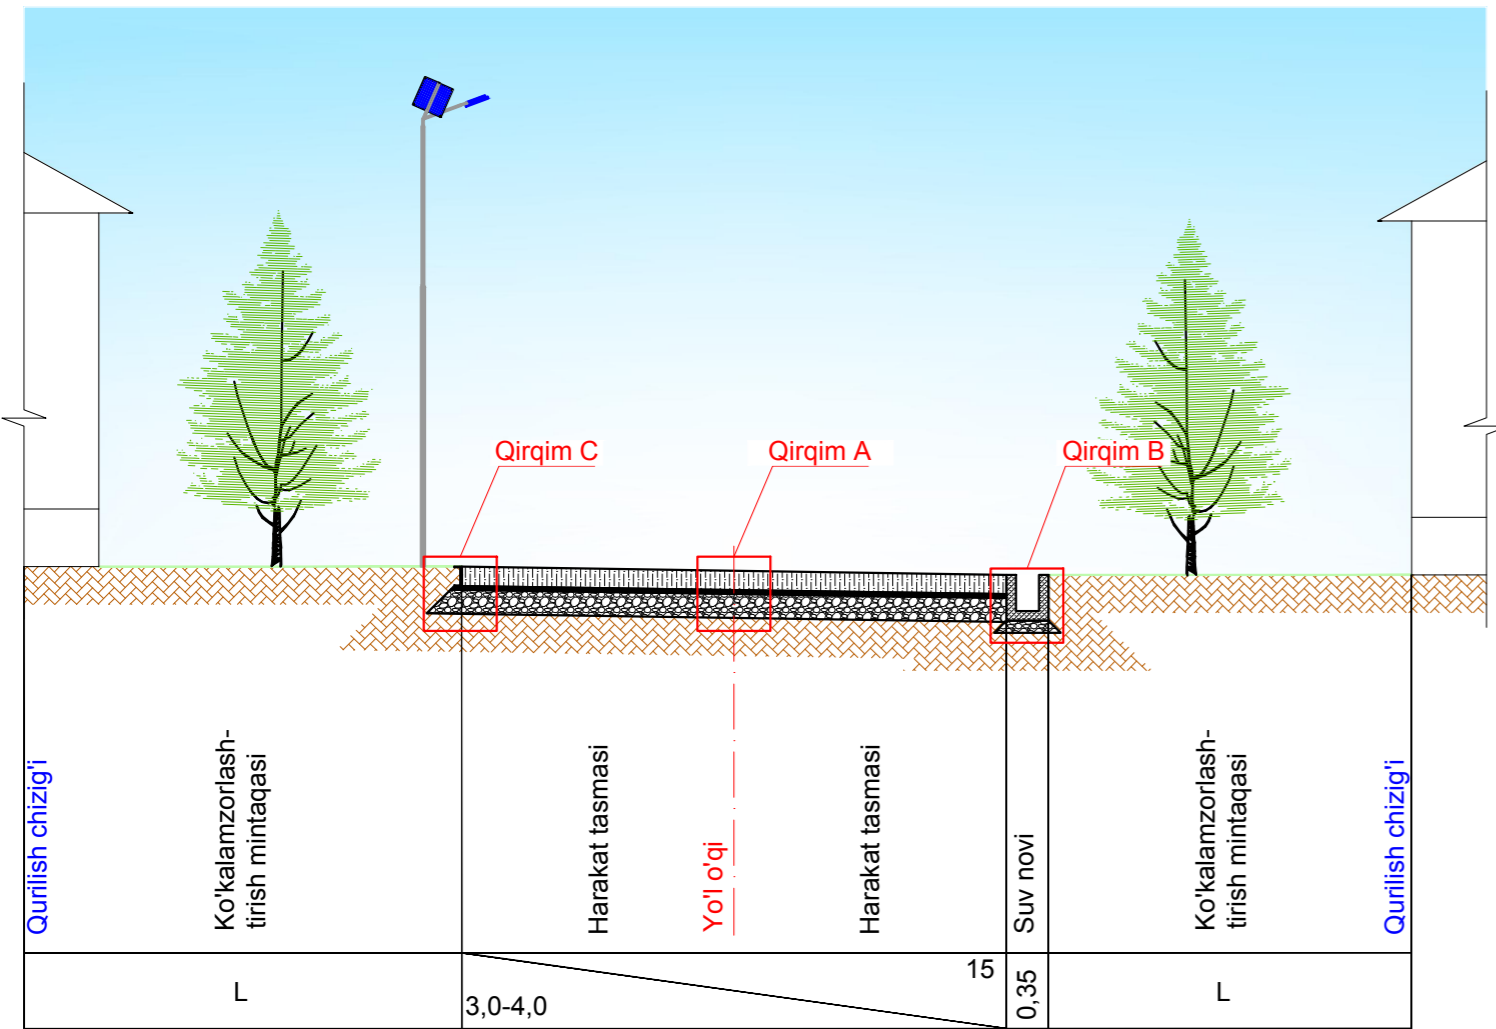 Qirqim C
Qirqim A
Qirqim B
Qurilish chizig'i
Ko'kalamzorlash-
tirish mintaqasi
Harakat tasmasi
Yo'l o'qi
Harakat tasmasi
Suv novi
Ko'kalamzorlash-
tirish mintaqasi
Qurilish chizig'i
L
3,0-4,0
15
0,35
L